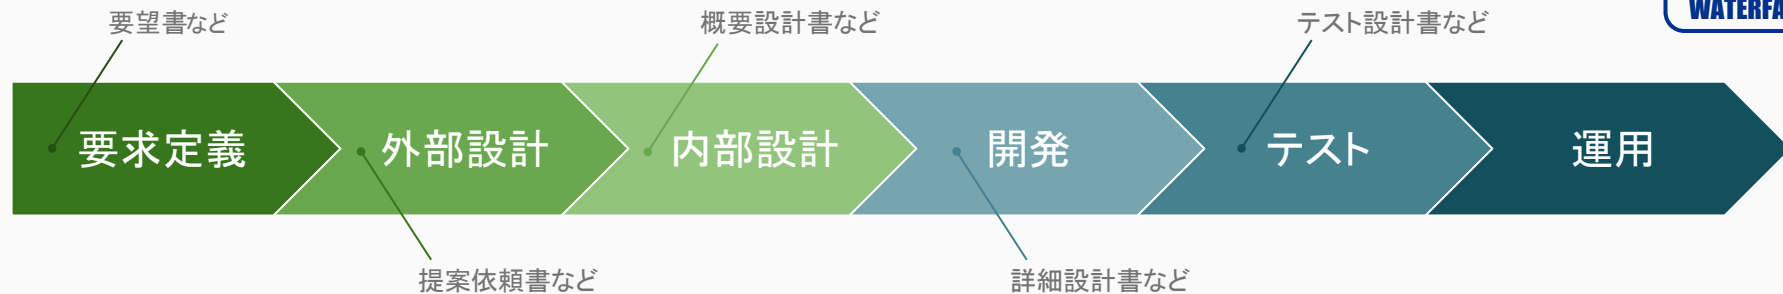 要望書など
概要設計書など
テスト設計書など
要求定義
外部設計
内部設計
開発
テスト
運用
提案依頼書など
詳細設計書など